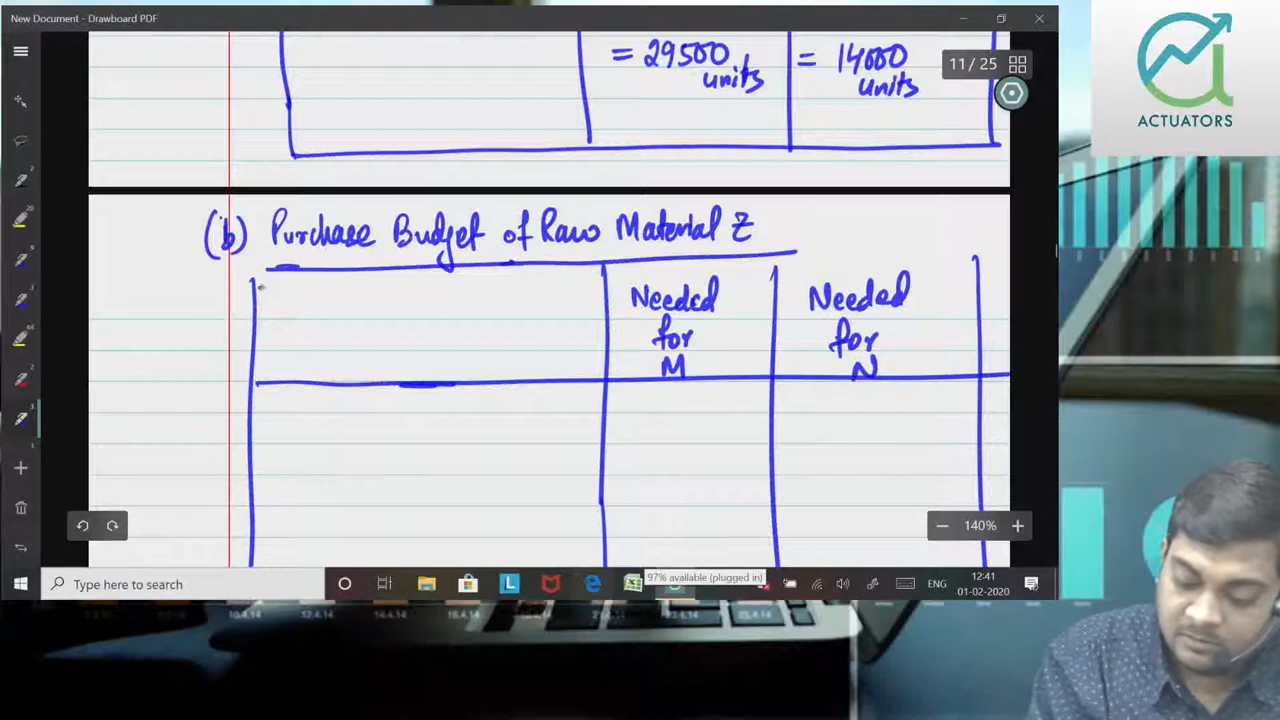 New Document - Drawboard PDF
= 29500 units
= 14000 units
11 / 25
ACTUATORS
(b) Purchase Budget of Raw Material Z
Needed for M
Needed for N
140%
97% available (plugged in)
Type here to search
ENG
12:41
01-02-2020